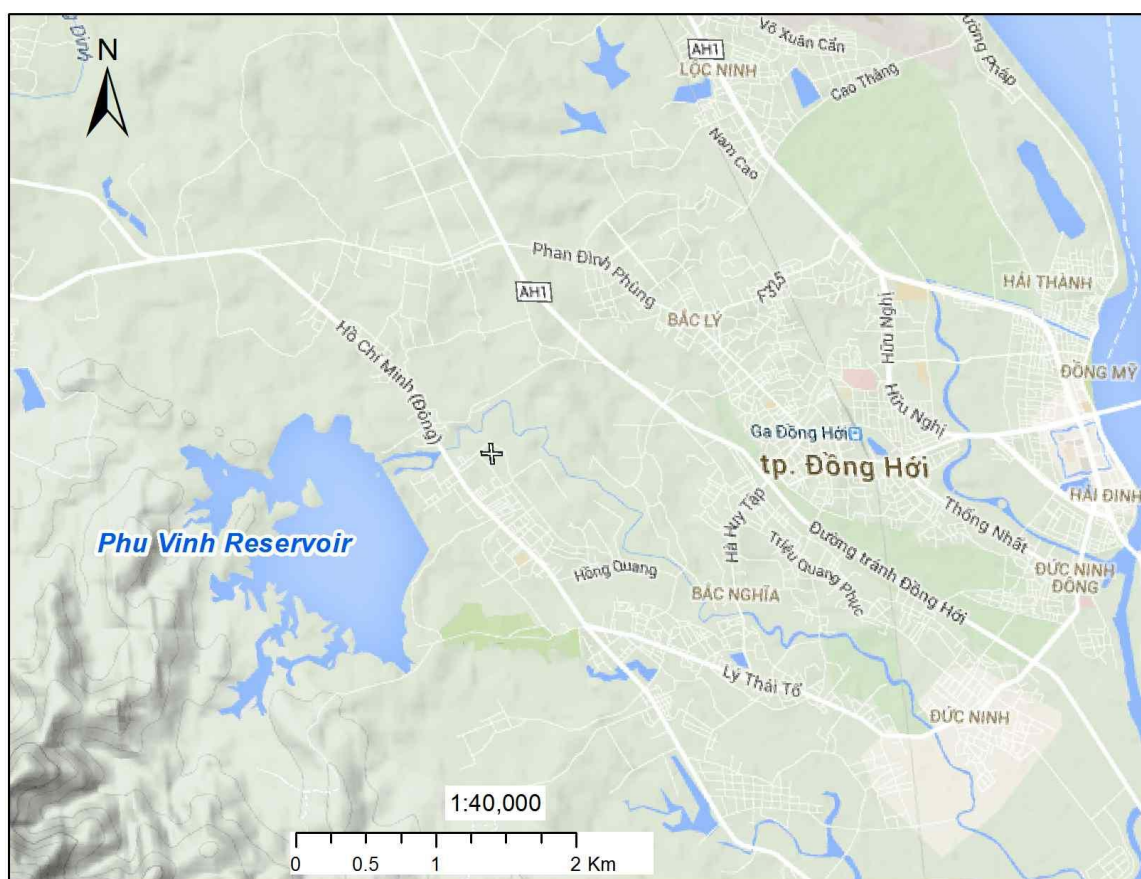 N
AH1
Võ Xuân Cẩn
LỘC NINH
Cao Thắng
Nam Cao
Phan Đình Phùng
AH1
HẢI THÀNH
BẮC LÝ
F325
Hữu Nghị
Hồ Chí Minh (Đông)
ĐỒNG MỸ
Hữu Nghị
Ga Đồng Hới
tp. Đồng Hới
HẢI ĐÌNH
Thống Nhất
Hà Huy Tập
Phu Vinh Reservoir
Đường tránh Đồng Hới
Triệu Quang Phục
Hồng Quang
ĐỨC NINH
ĐÔNG
BẮC NGHĨA
Lý Thái Tổ
ĐỨC NINH
1:40,000
0 0.5 1 2 Km